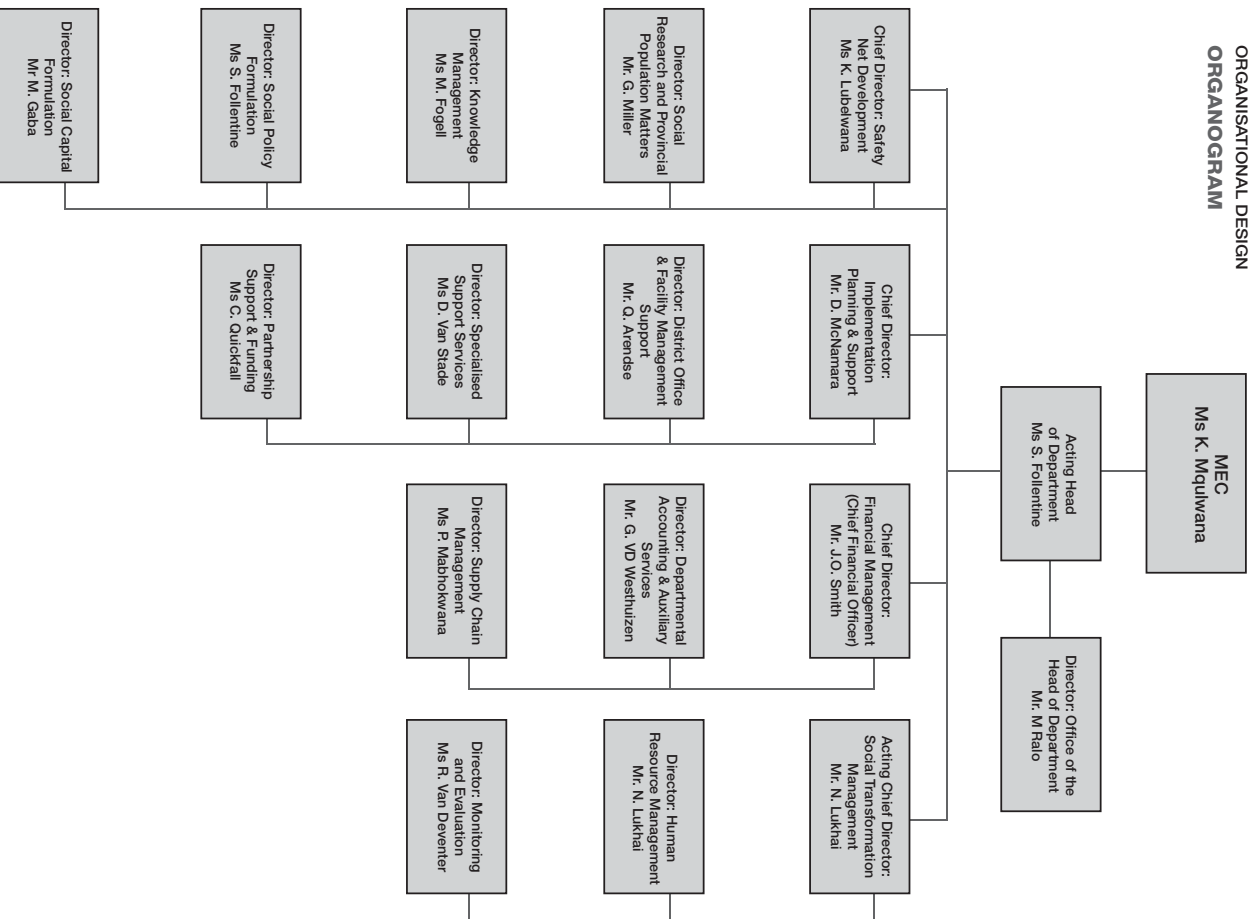 ORGANISATIONAL DESIGN
ORGANOGRAM
MEC
Ms K. Mqulwana
Acting Head
of Department
Ms S. Follentine
Director: Office of the
Head of Department
Mr. M Ralo
Chief Director: Safety
Net Development
Ms K. Lubelwana
Chief Director:
Implementation
Planning & Support
Mr. D. McNamara
Chief Director:
Financial Management
(Chief Financial Officer)
Mr. J.O. Smith
Acting Chief Director:
Social Transformation
Management
Mr. N. Lukhai
Director: Social
Research and Provincial
Population Matters
Mr. G. Miller
Director: District Office
& Facility Management
Support
Mr. Q. Arendse
Director: Departmental
Accounting & Auxiliary
Services
Mr. G. VD Westhuizen
Director: Human
Resource Management
Mr. N. Lukhai
Director: Knowledge
Management
Ms M. Fogell
Director: Specialised
Support Services
Ms D. Van Stade
Director: Supply Chain
Management
Ms P. Mabhokwana
Director: Monitoring
and Evaluation
Ms R. Van Deventer
Director: Social Policy
Formulation
Ms S. Follentine
Director: Partnership
Support & Funding
Ms C. Quickfall
Director: Social Capital
Formulation
Mr M. Gaba